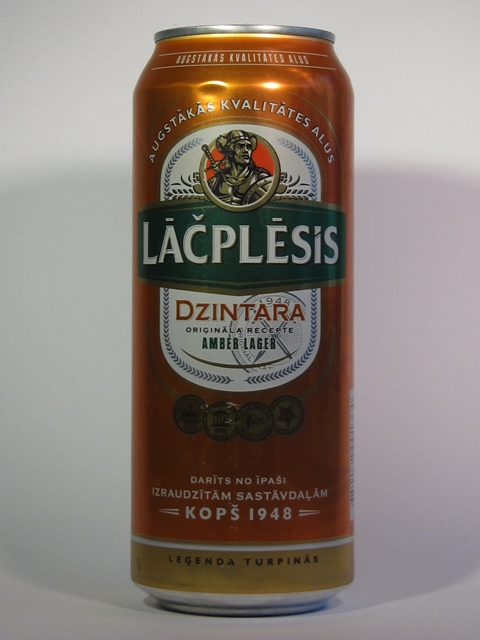 AUGSTĀKĀS KVALITĀTES ALUS
AUGSTĀKĀS KVALITĀTES ALUS
LĀČPLĒSIS
DZINTARA
ORIĢINĀLA RECEPTE
AMBER LAGER
DARĪTS NO ĪPAŠI
IZRAUDZĪTĀM SASTĀVDAĻĀM
KOPŠ 1948
LEĢENDA TURPINĀS